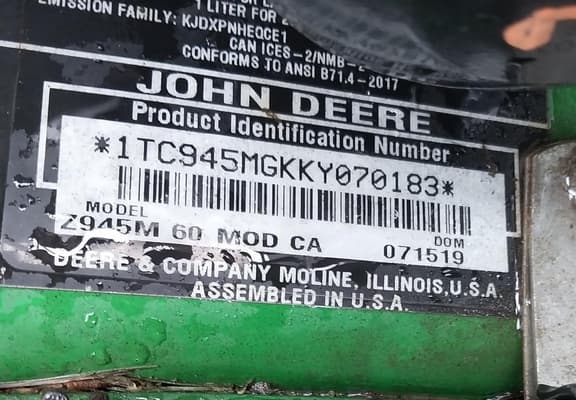 1 LITER FOR
EMISSION FAMILY: KJDXPNHEQCE1
CAN ICES-2/NMB-2
CONFORMS TO ANSI B71.4-2017
JOHN DEERE
Product Identification Number
*1TC945MGKKY070183*
MODEL DOM
Z945M 60 MOD CA 071519
DEERE & COMPANY MOLINE, ILLINOIS, U.S.A
ASSEMBLED IN U.S.A.